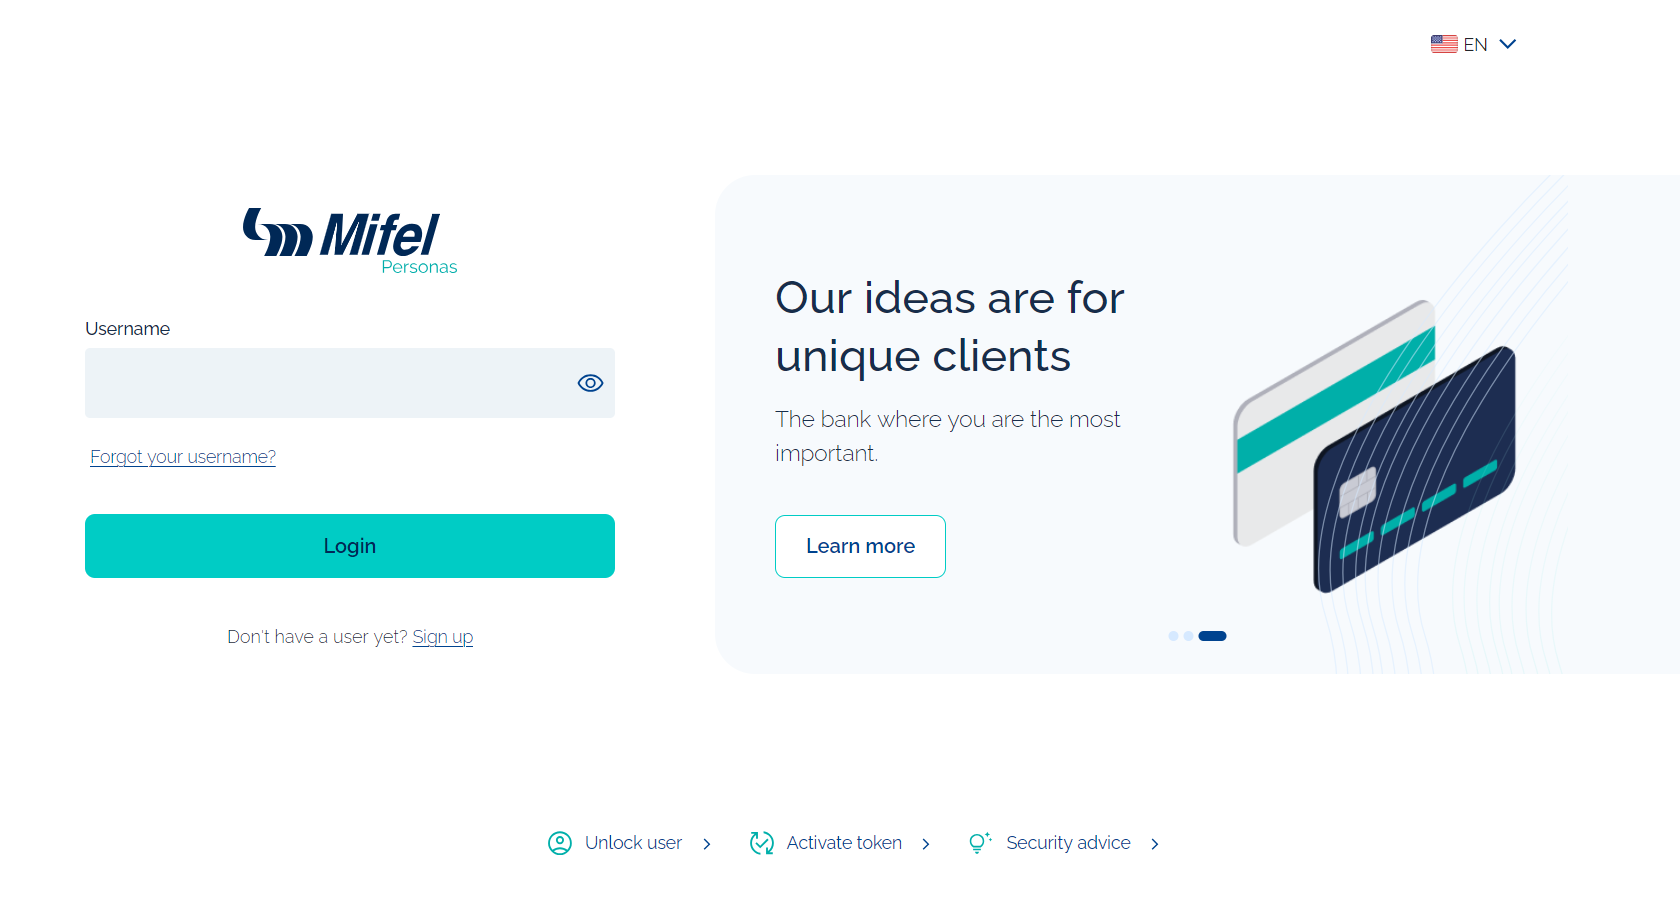 EN
Mifel
Personas
Username
Forgot your username?
Login
Don't have a user yet? Sign up
Our ideas are for
unique clients
The bank where you are the most
important.
Learn more
Unlock user
Activate token
Security advice